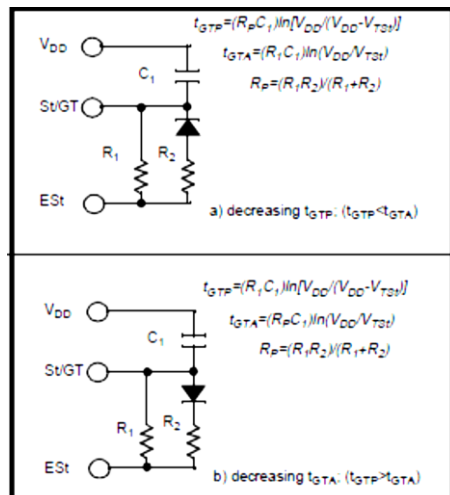 t_GTP=(R_PC_1)ln[V_DD/(V_DD-V_TSt)]
V_DD
t_GTA=(R_1C_1)ln(V_DD/V_TSt)
C_1
R_P=(R_1R_2)/(R_1+R_2)
St/GT
R_1
R_2
ESt
a) decreasing t_GTP; (t_GTP<t_GTA)
t_GTP=(R_1C_1)ln[V_DD/(V_DD-V_TSt)]
V_DD
t_GTA=(R_PC_1)ln(V_DD/V_TSt)
C_1
R_P=(R_1R_2)/(R_1+R_2)
St/GT
R_1
R_2
ESt
b) decreasing t_GTA; (t_GTP>t_GTA)